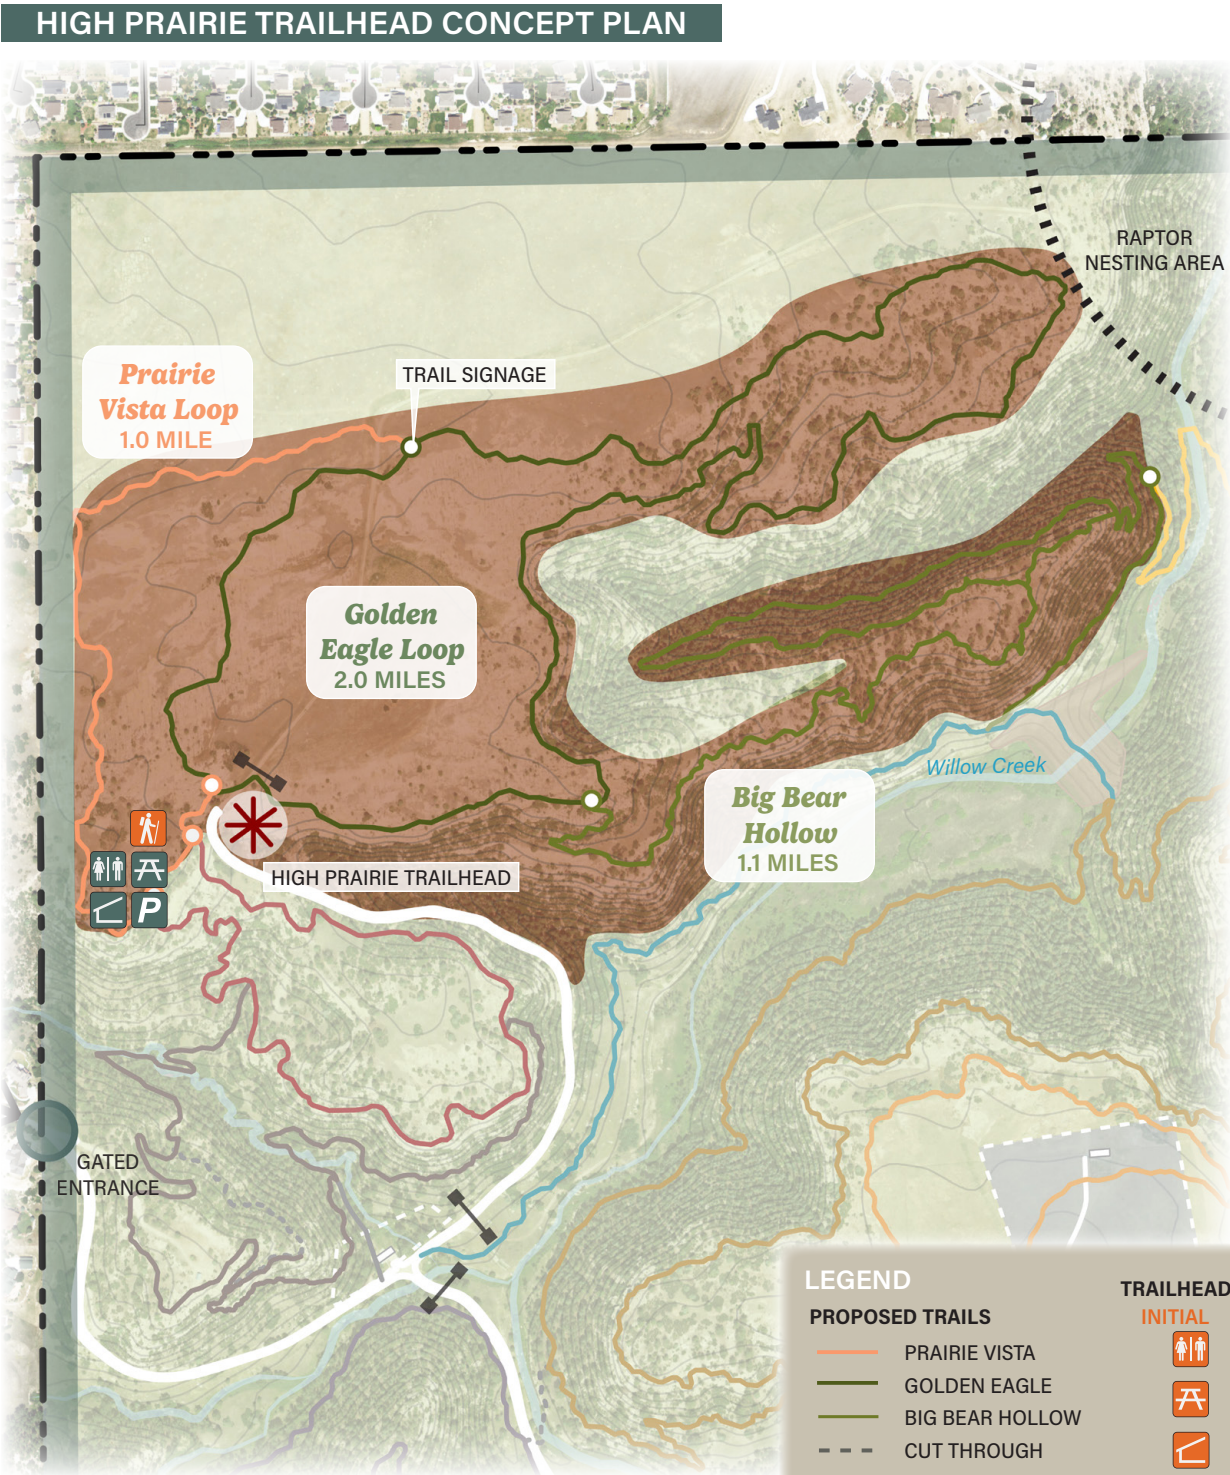 HIGH PRAIRIE TRAILHEAD CONCEPT PLAN
RAPTOR
NESTING AREA
Prairie
Vista Loop
1.0 MILE
TRAIL SIGNAGE
Golden
Eagle Loop
2.0 MILES
Willow Creek
Big Bear
Hollow
1.1 MILES
HIGH PRAIRIE TRAILHEAD
P
GATED
ENTRANCE
LEGEND
PROPOSED TRAILS
PRAIRIE VISTA
GOLDEN EAGLE
BIG BEAR HOLLOW
CUT THROUGH
TRAILHEAD
INITIAL